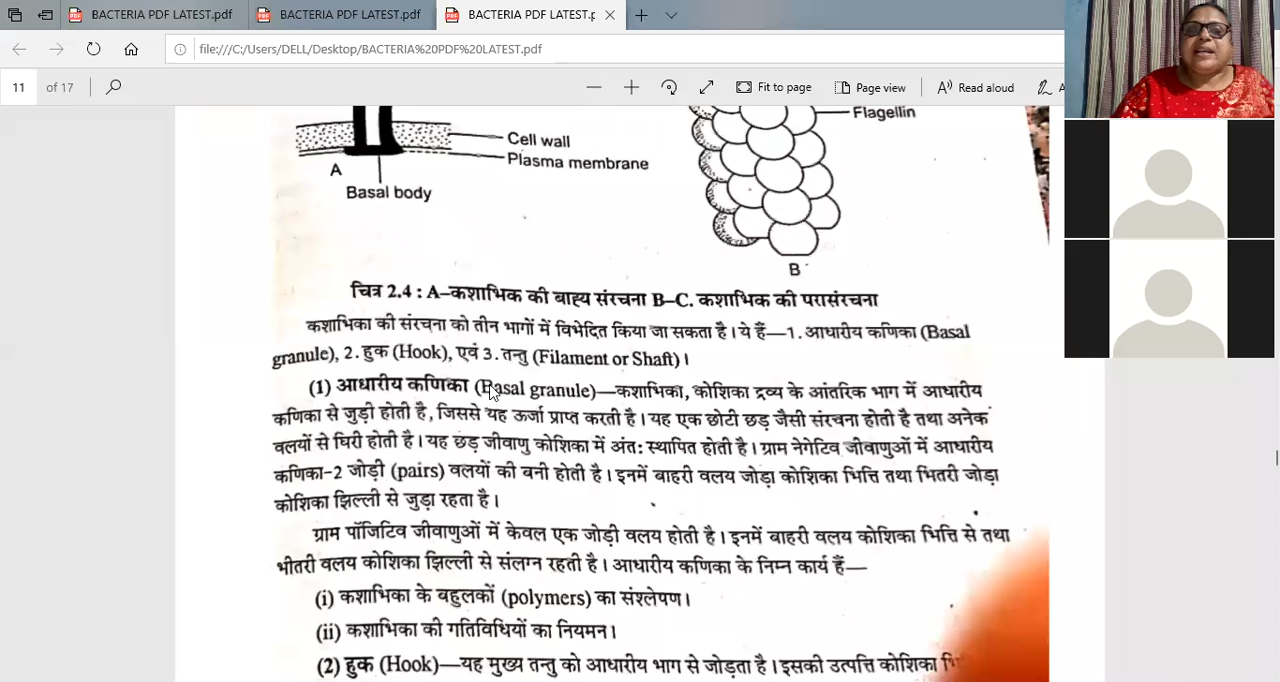 BACTERIA PDF LATEST.pdf
BACTERIA PDF LATEST.pdf
BACTERIA PDF LATEST.p
file:///C:/Users/DELL/Desktop/BACTERIA%20PDF%20LATEST.pdf
11 of 17
Fit to page
Page view
Read aloud
Flagellin
Cell wall
Plasma membrane
A
Basal body
B
चित्र 2.4 : A–कशाभिक की बाह्य संरचना B–C. कशाभिक की परासंरचना
कशाभिका की संरचना को तीन भागों में विभेदित किया जा सकता है। ये हैं—1. आधारीय कणिका (Basal
granule), 2. हुक (Hook), एवं 3. तन्तु (Filament or Shaft)।
(1) आधारीय कणिका (Basal granule)—कशाभिका, कोशिका द्रव्य के आंतरिक भाग में आधारीय
कणिका से जुड़ी होती है, जिससे यह ऊर्जा प्राप्त करती है। यह एक छोटी छड़ जैसी संरचना होती है तथा अनेक
वलयों से घिरी होती है। यह छड़ जीवाणु कोशिका में अंत: स्थापित होती है। ग्राम नेगेटिव जीवाणुओं में आधारीय
कणिका-2 जोड़ी (pairs) वलयों की बनी होती है। इनमें बाहरी वलय जोड़ा कोशिका भित्ति तथा भितरी जोड़ा
कोशिका झिल्ली से जुड़ा रहता है।
ग्राम पॉजिटिव जीवाणुओं में केवल एक जोड़ी वलय होती है। इनमें बाहरी वलय कोशिका भित्ति से तथा
भीतरी वलय कोशिका झिल्ली से संलग्न रहती है। आधारीय कणिका के निम्न कार्य हैं—
(i) कशाभिका के बहुलकों (polymers) का संश्लेषण।
(ii) कशाभिका की गतिविधियों का नियमन।
(2) हुक (Hook)—यह मुख्य तन्तु को आधारीय भाग से जोड़ता है। इसकी उत्पत्ति कोशिका